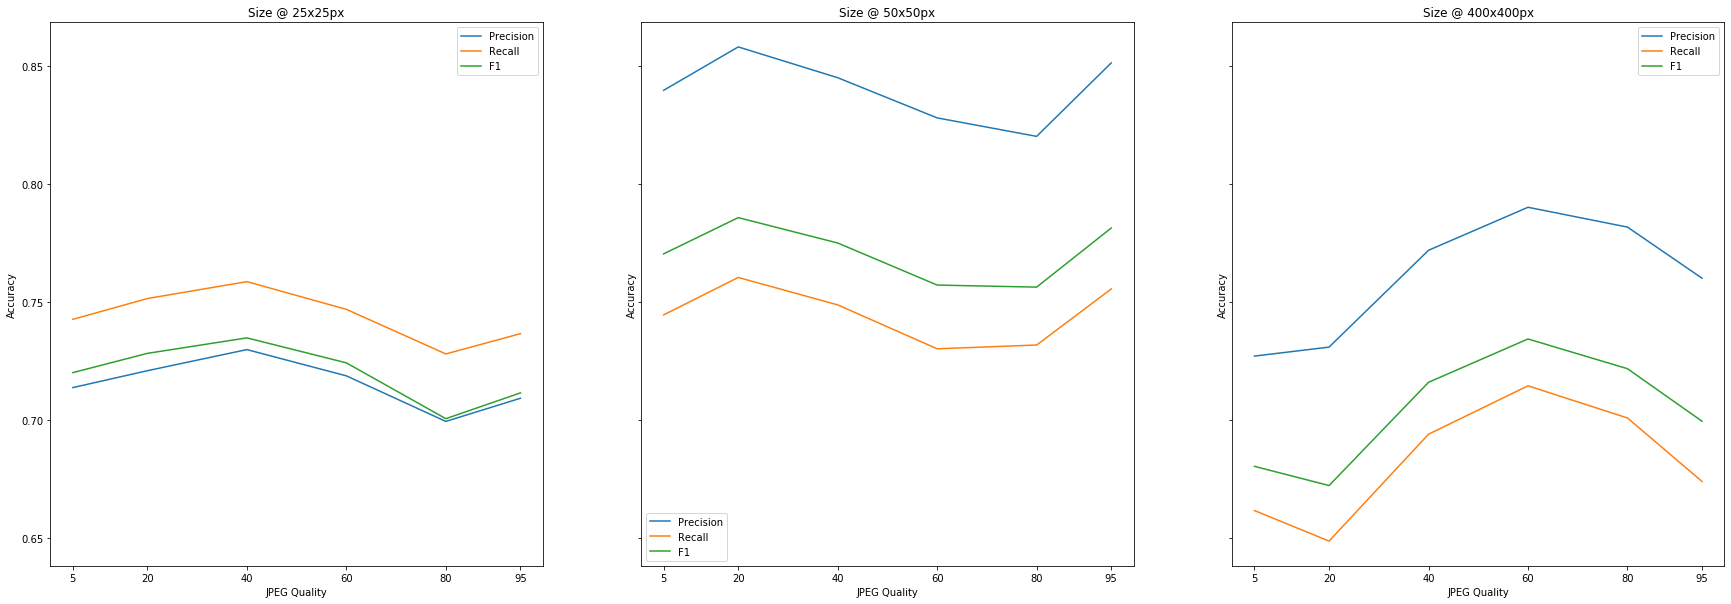 Size @ 25x25px
Precision
Recall
F1
0.85
0.80
0.75
0.70
0.65
Accuracy
5 20 40 60 80 95
JPEG Quality
Size @ 50x50px
Accuracy
Precision
Recall
F1
5 20 40 60 80 95
JPEG Quality
Size @ 400x400px
Precision
Recall
F1
Accuracy
5 20 40 60 80 95
JPEG Quality